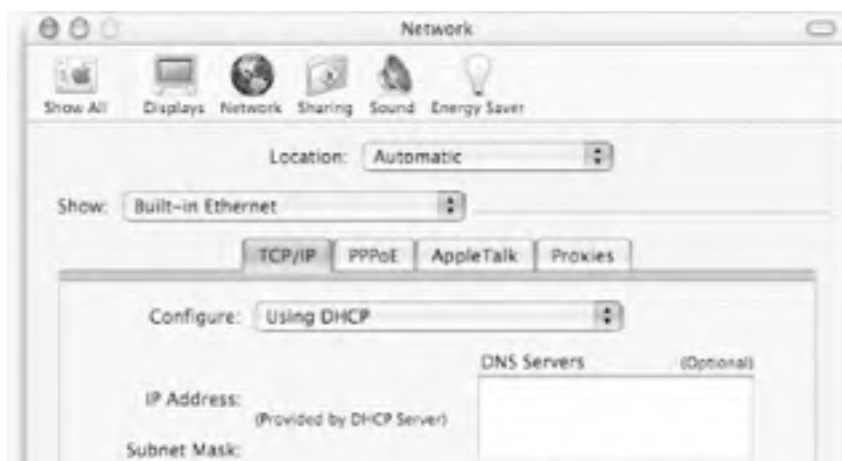 Network
Show All Displays Network Sharing Sound Energy Saver
Location: Automatic
Show: Built-in Ethernet
TCP/IP PPPoE AppleTalk Proxies
Configure: Using DHCP
DNS Servers (Optional)
IP Address:
(Provided by DHCP Server)
Subnet Mask: